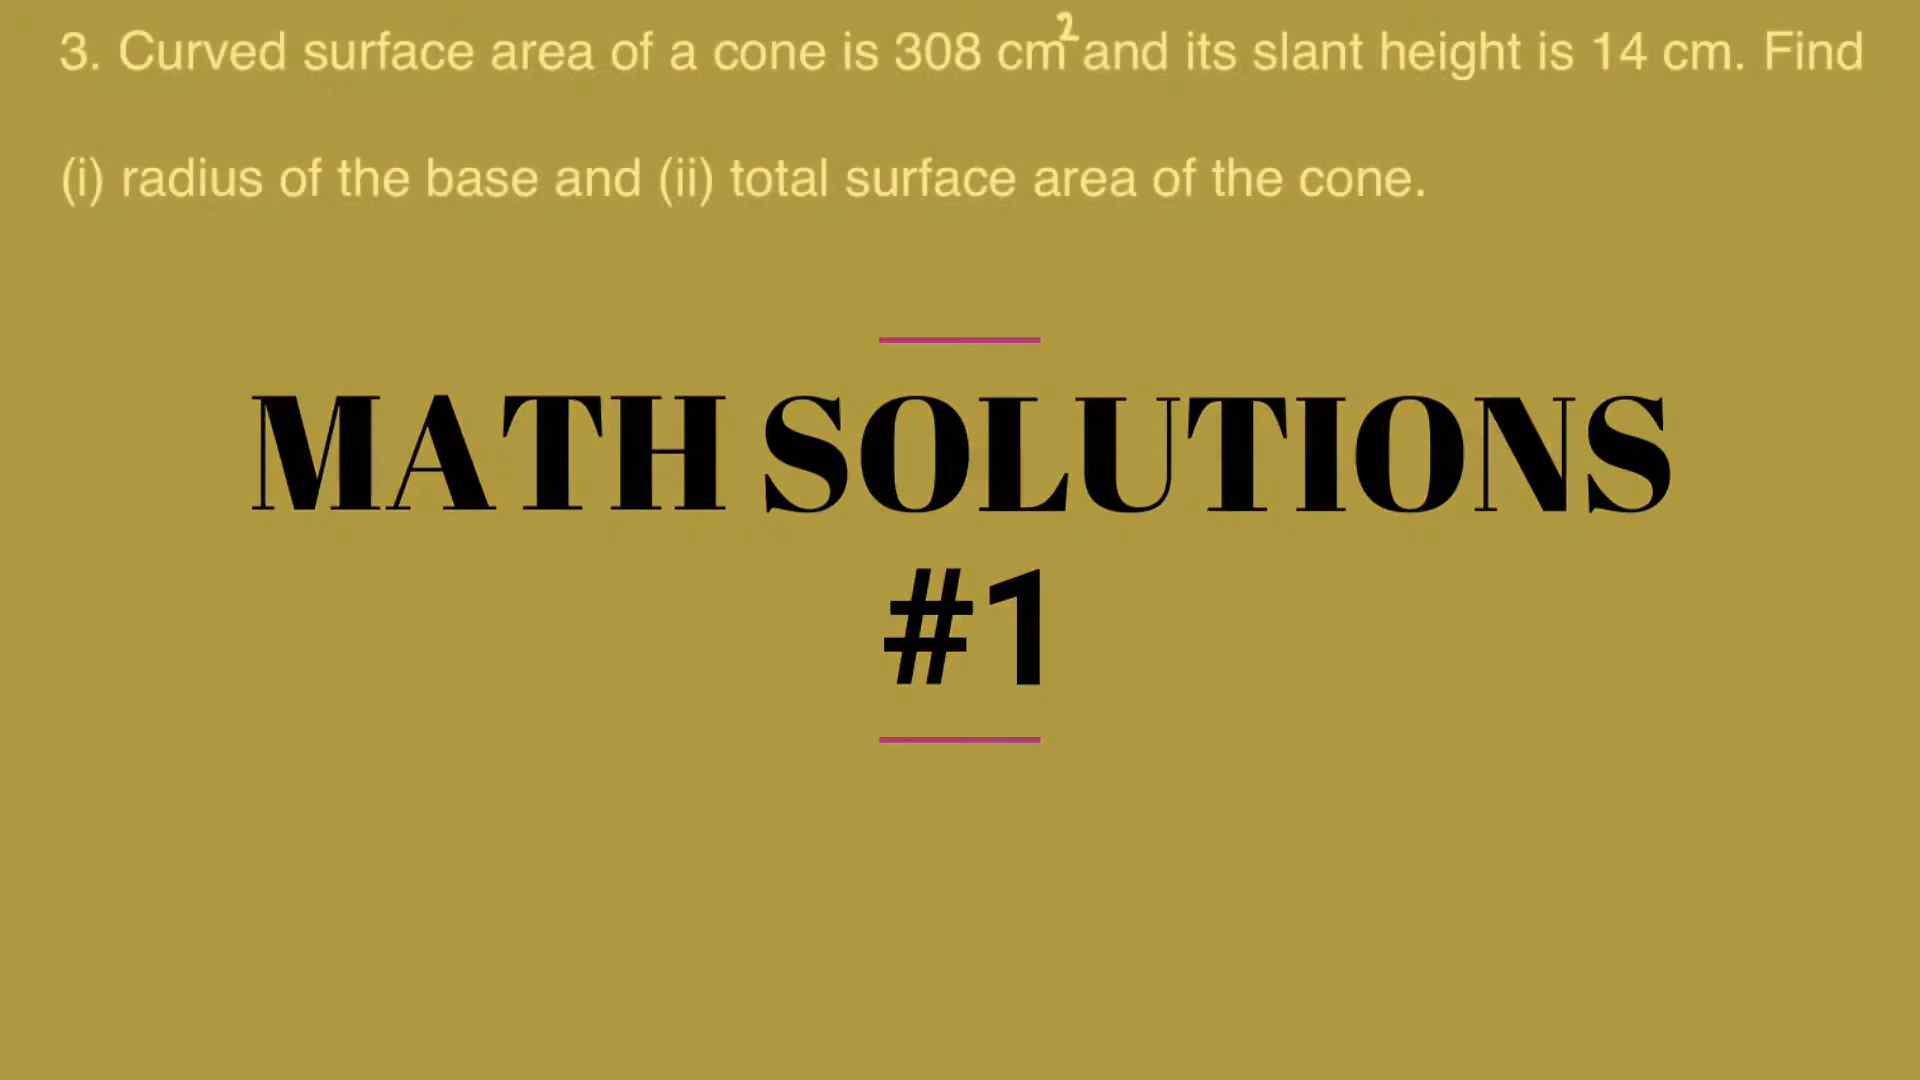 3. Curved surface area of a cone is 308 cm² and its slant height is 14 cm. Find
(i) radius of the base and (ii) total surface area of the cone.
MATH SOLUTIONS
#1